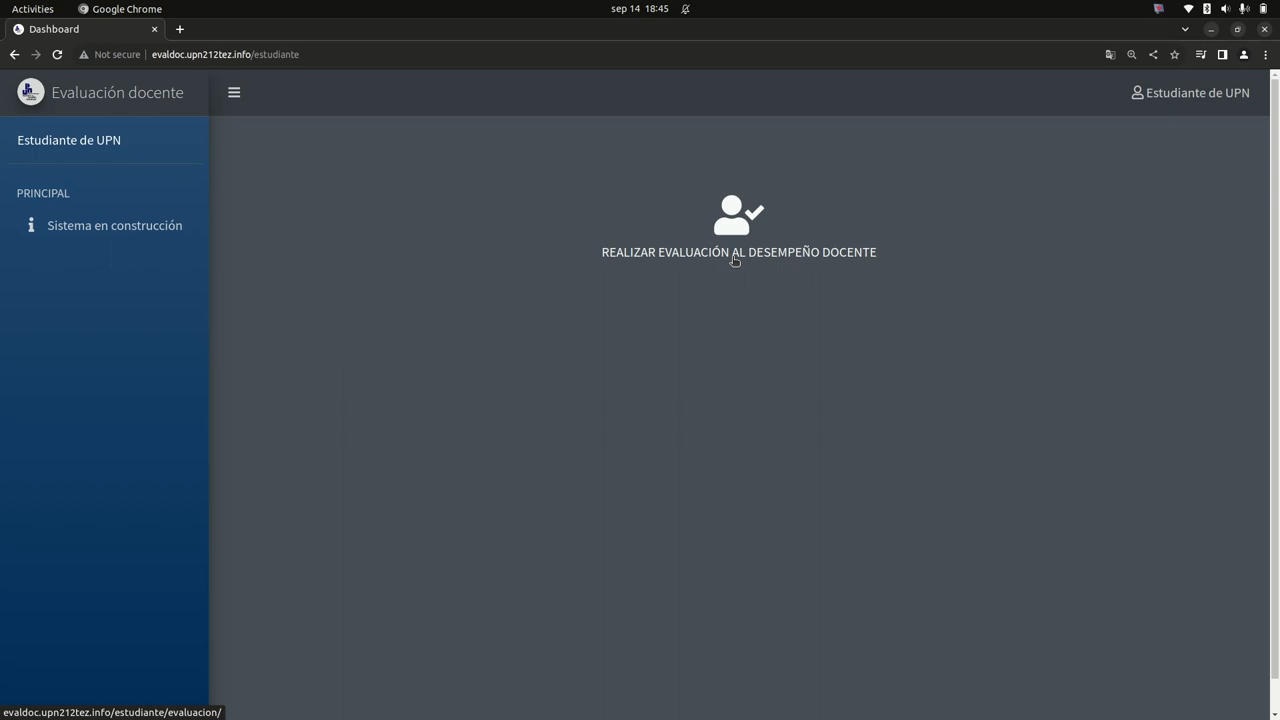 Activities
Google Chrome
sep 14 18:45
Dashboard
Not secure
evaldoc.upn212tez.info/estudiante
Evaluación docente
Estudiante de UPN
Estudiante de UPN
PRINCIPAL
Sistema en construcción
REALIZAR EVALUACIÓN AL DESEMPEÑO DOCENTE
evaldoc.upn212tez.info/estudiante/evaluacion/